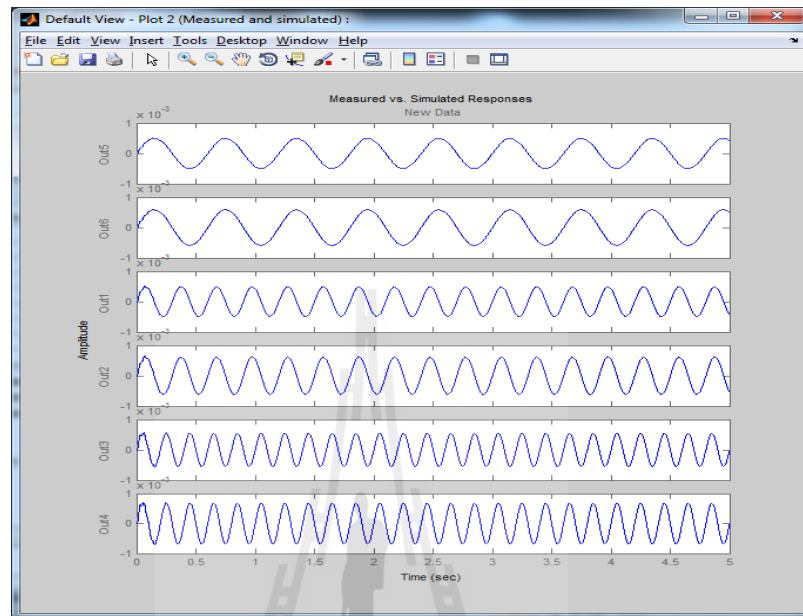 Default View - Plot 2 (Measured and simulated) :
File Edit View Insert Tools Desktop Window Help
Measured vs. Simulated Responses
New Data
x 10^-3
1
0
-1
Out5
x 10^-3
1
0
-1
Out6
x 10^-3
1
0
-1
Out1
x 10^-3
1
0
-1
Out2
x 10^-3
1
0
-1
Out3
x 10^-3
1
0
-1
Out4
Amplitude
0 0.5 1 1.5 2 2.5 3 3.5 4 4.5 5
Time (sec)